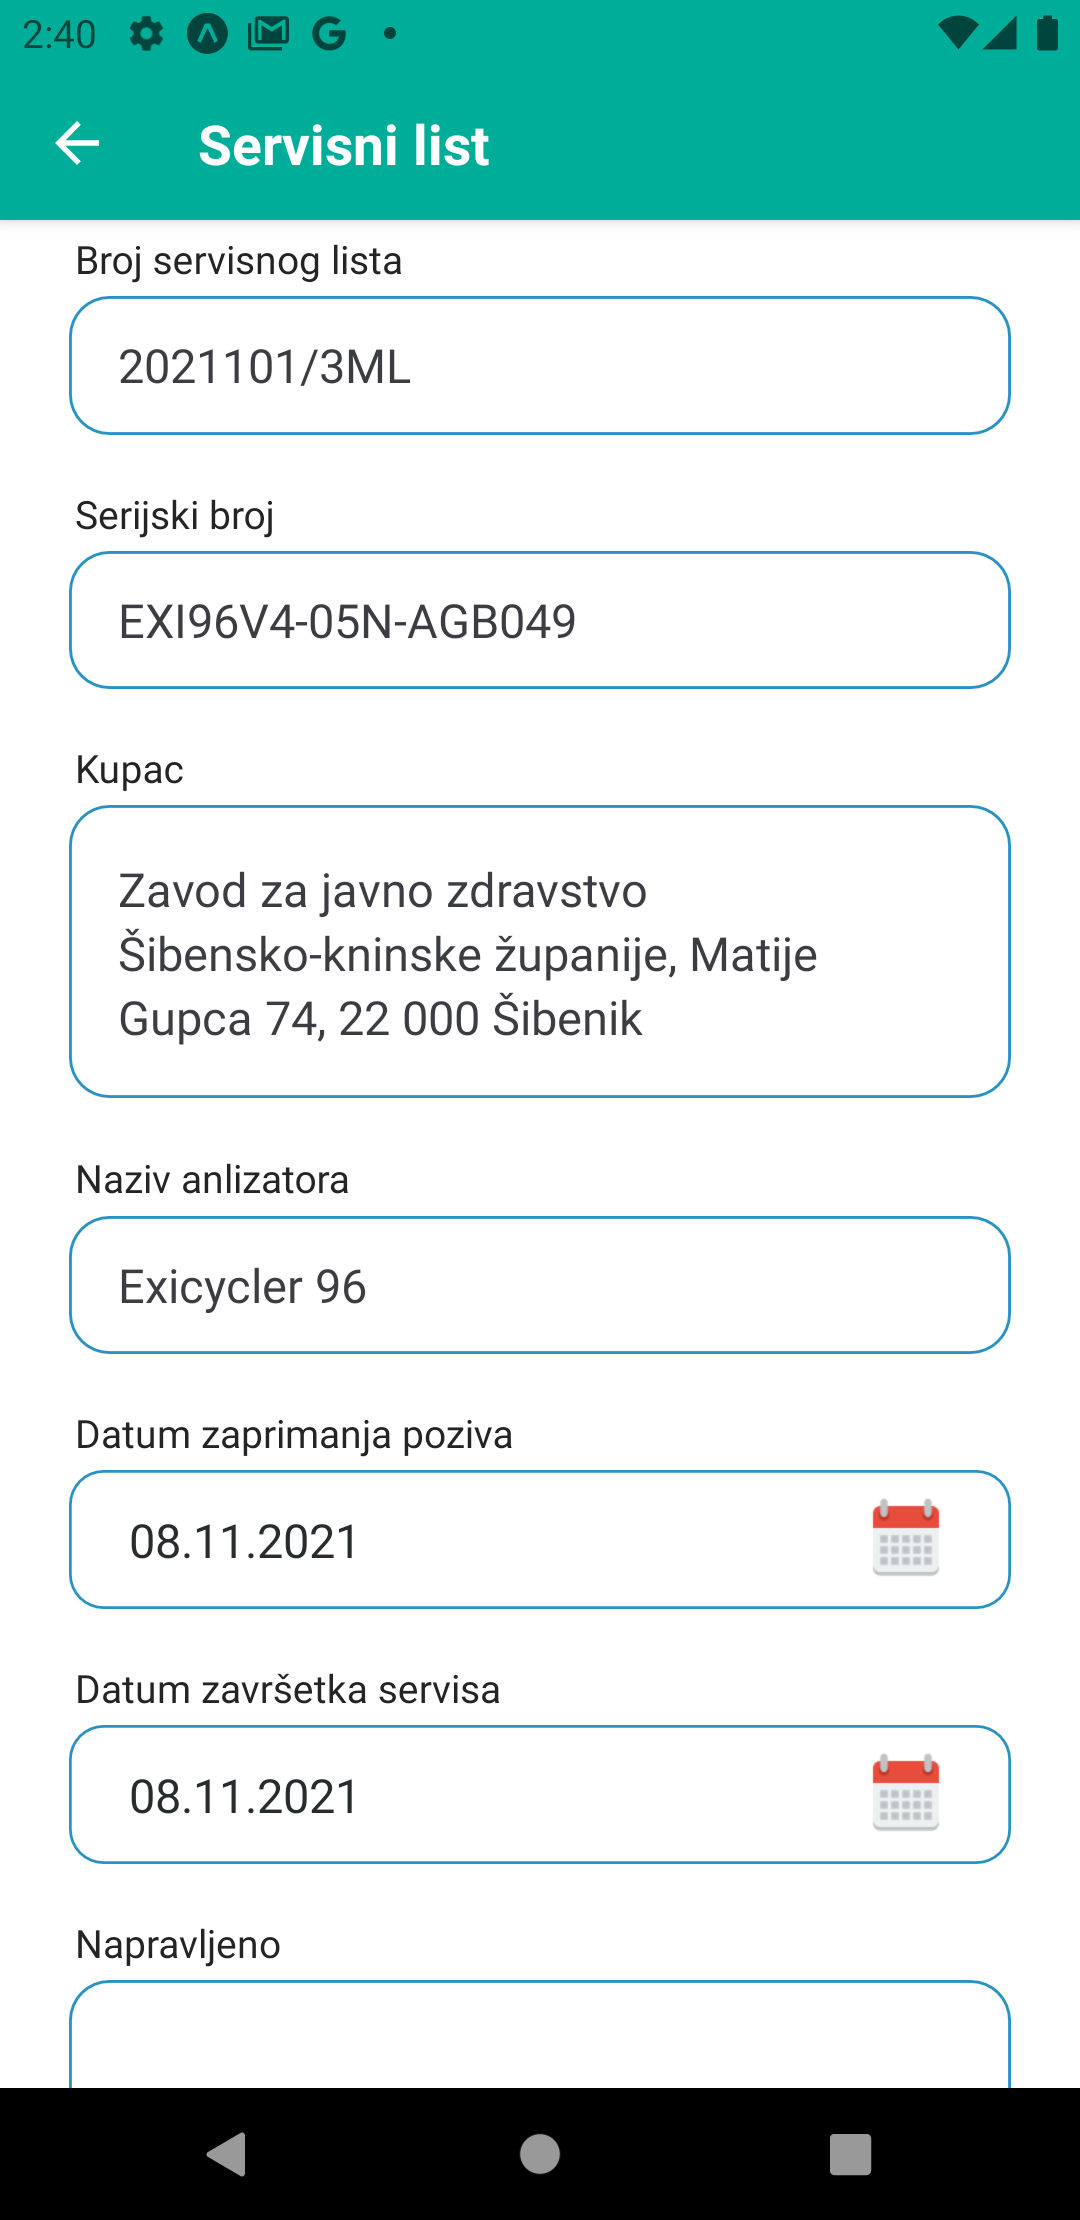 2:40
Servisni list
Broj servisnog lista
2021101/3ML
Serijski broj
EXI96V4-05N-AGB049
Kupac
Zavod za javno zdravstvo
Šibensko-kninske županije, Matije
Gupca 74, 22 000 Šibenik
Naziv anlizatora
Exicycler 96
Datum zaprimanja poziva
08.11.2021
Datum završetka servisa
08.11.2021
Napravljeno